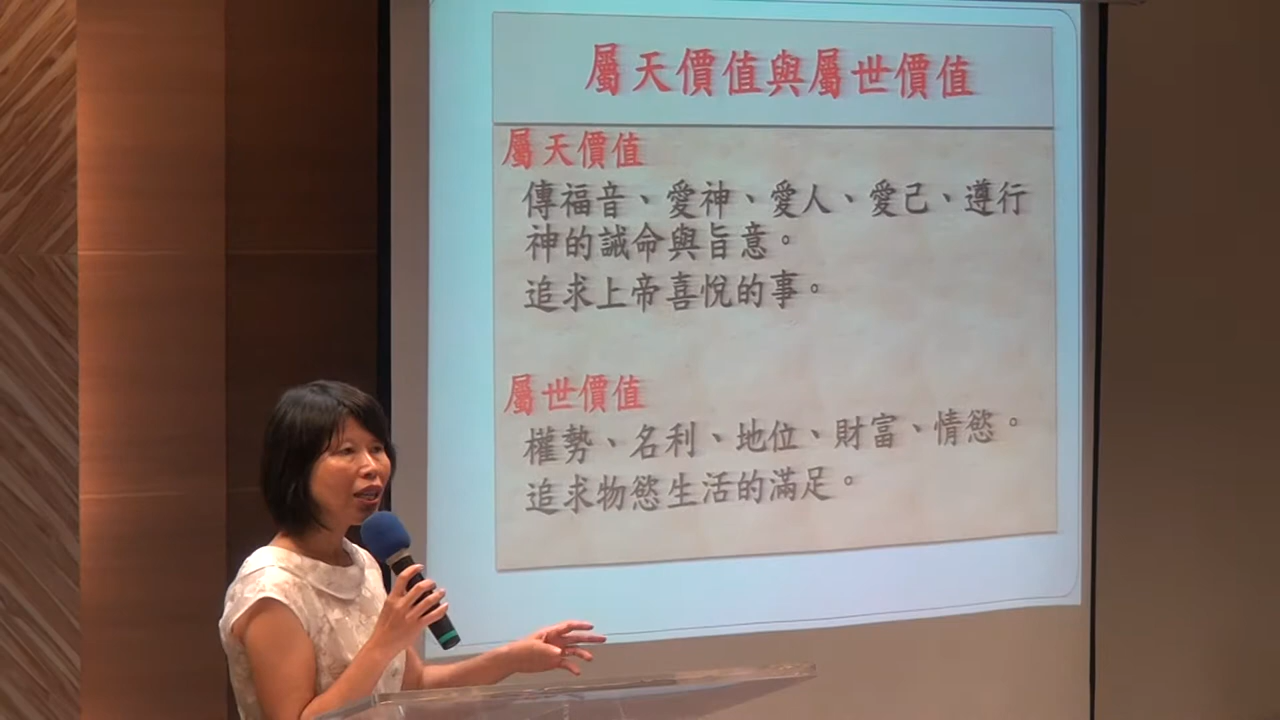 屬天價值與屬世價值
屬天價值
傳福音、愛神、愛人、愛己、遵行
神的誡命與旨意。
追求上帝喜悅的事。
屬世價值
權勢、名利、地位、財富、情慾。
追求物慾生活的滿足。